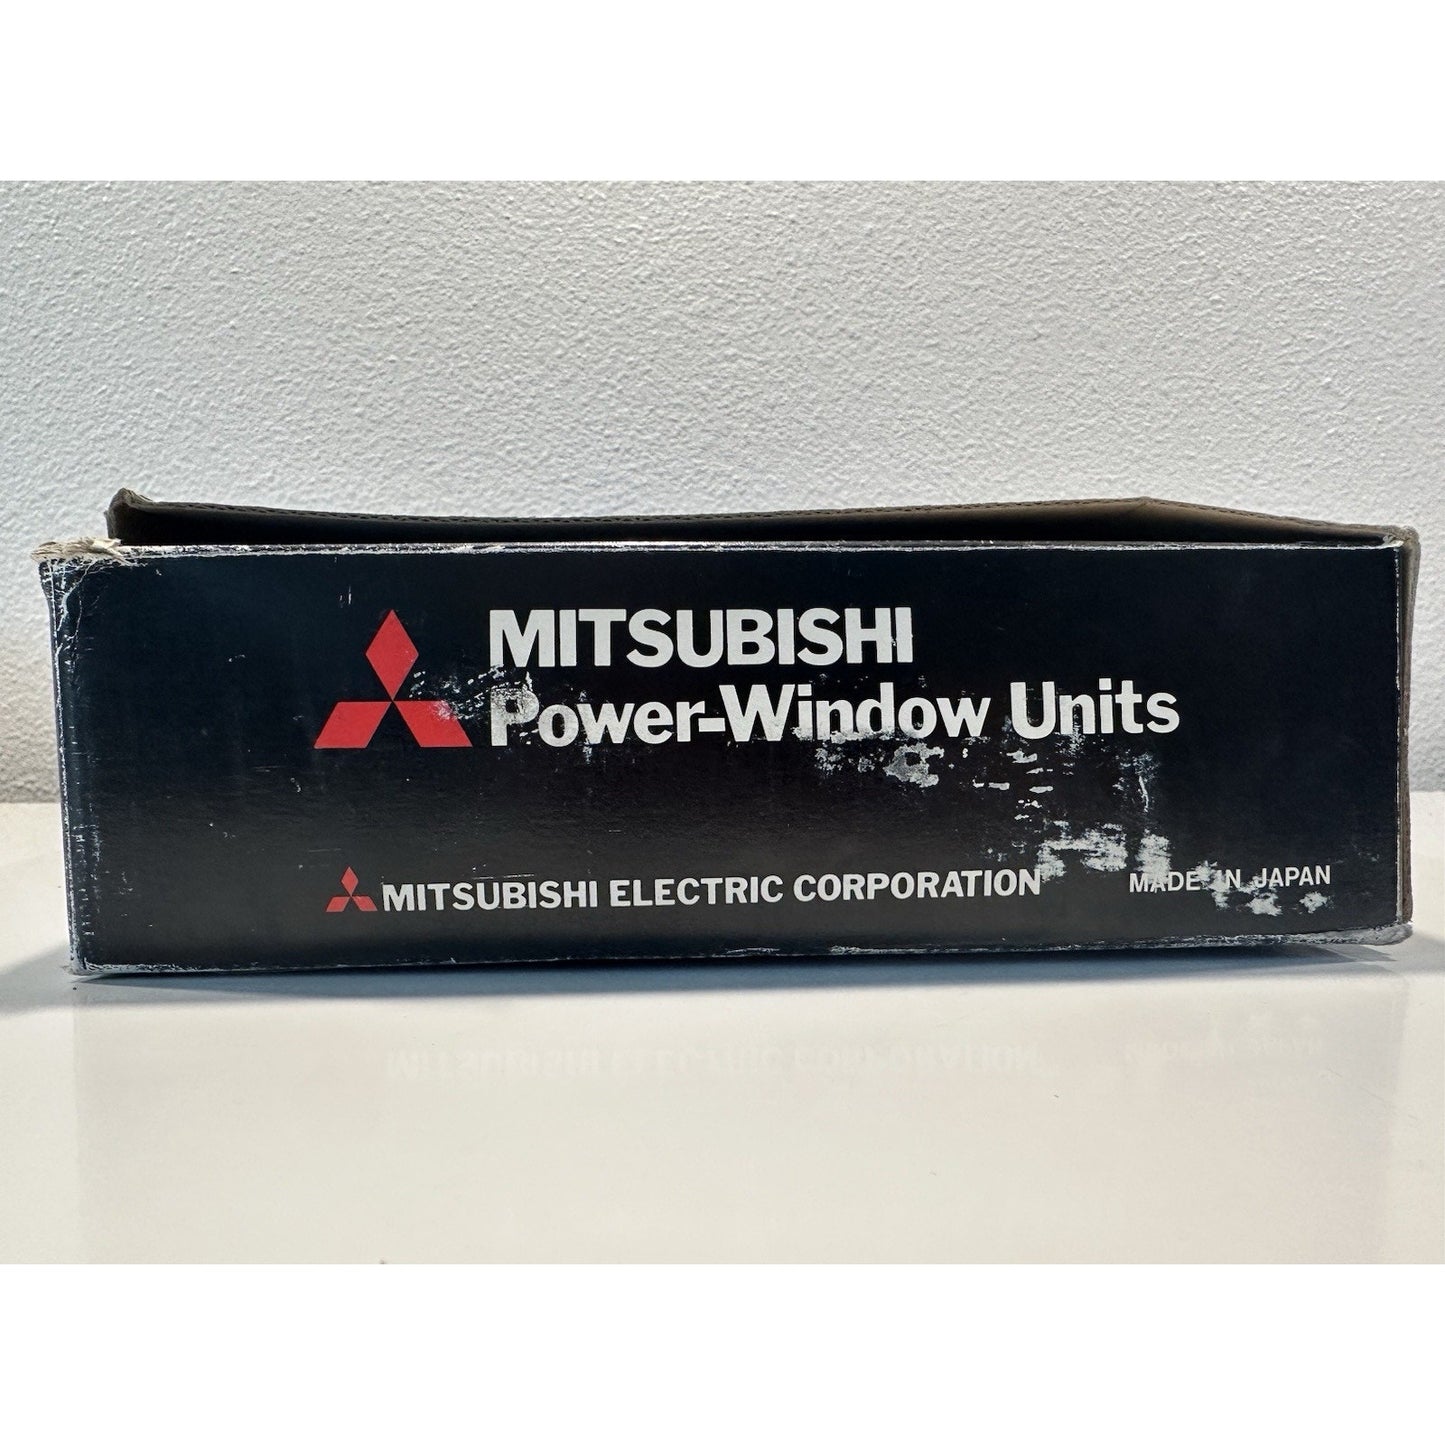 MITSUBISHI
Power-Window Units
MITSUBISHI ELECTRIC CORPORATION
MADE IN JAPAN